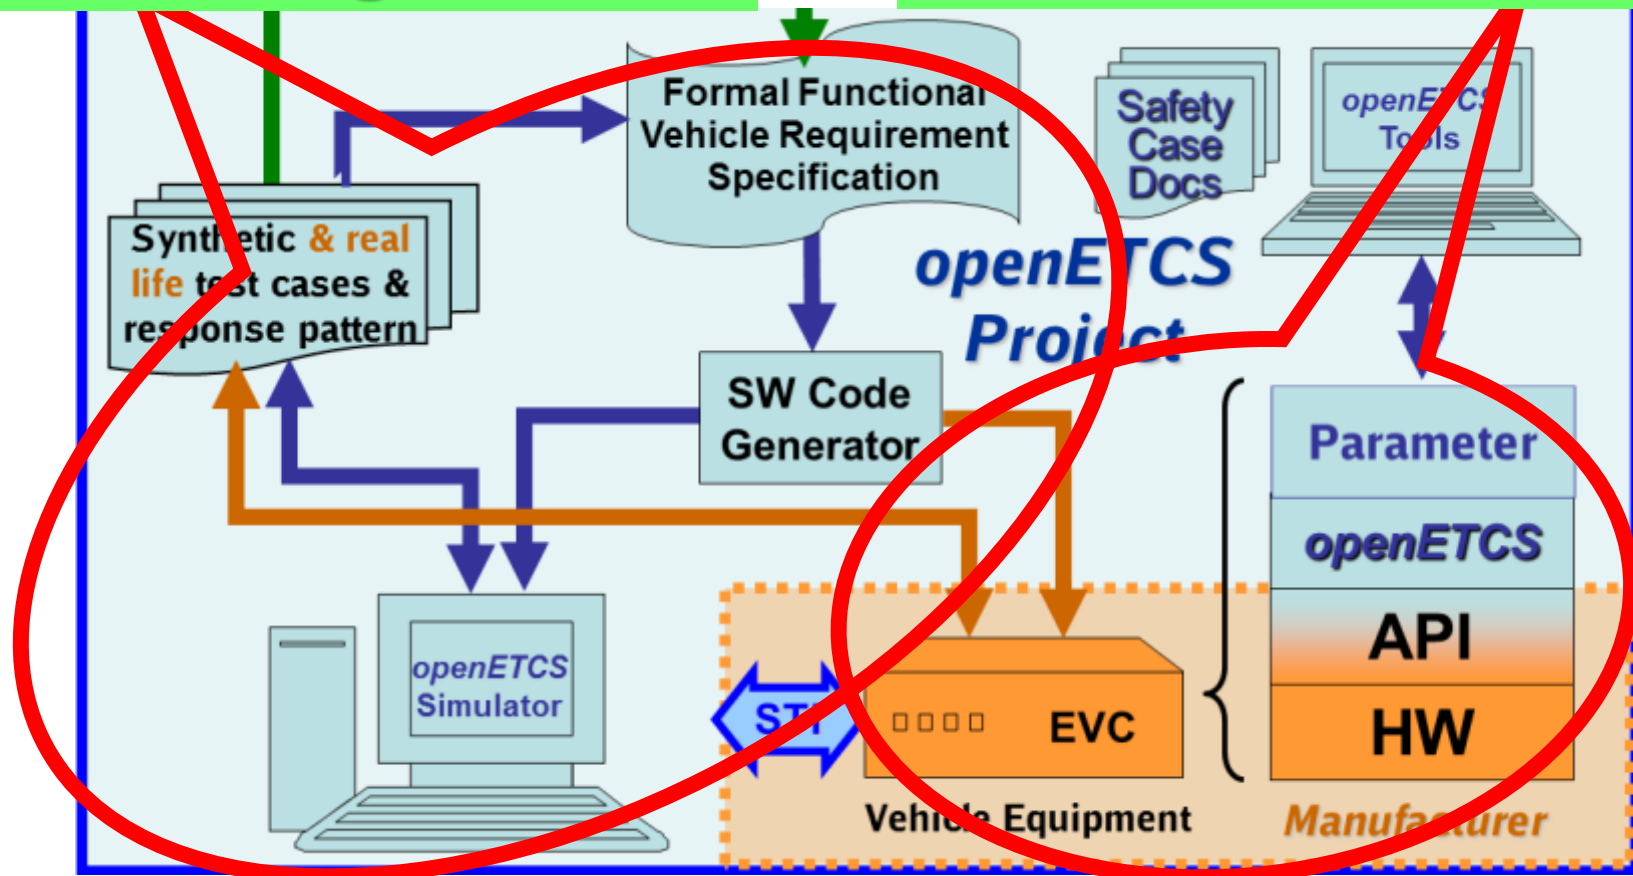 Formal Functional
Vehicle Requirement
Specification
Safety
Case
Docs
openETCS
Tools
Synthetic & real
life test cases &
response pattern
openETCS
Project
SW Code
Generator
Parameter
openETCS
API
HW
openETCS
Simulator
STI
EVC
Vehicle Equipment
Manufacturer